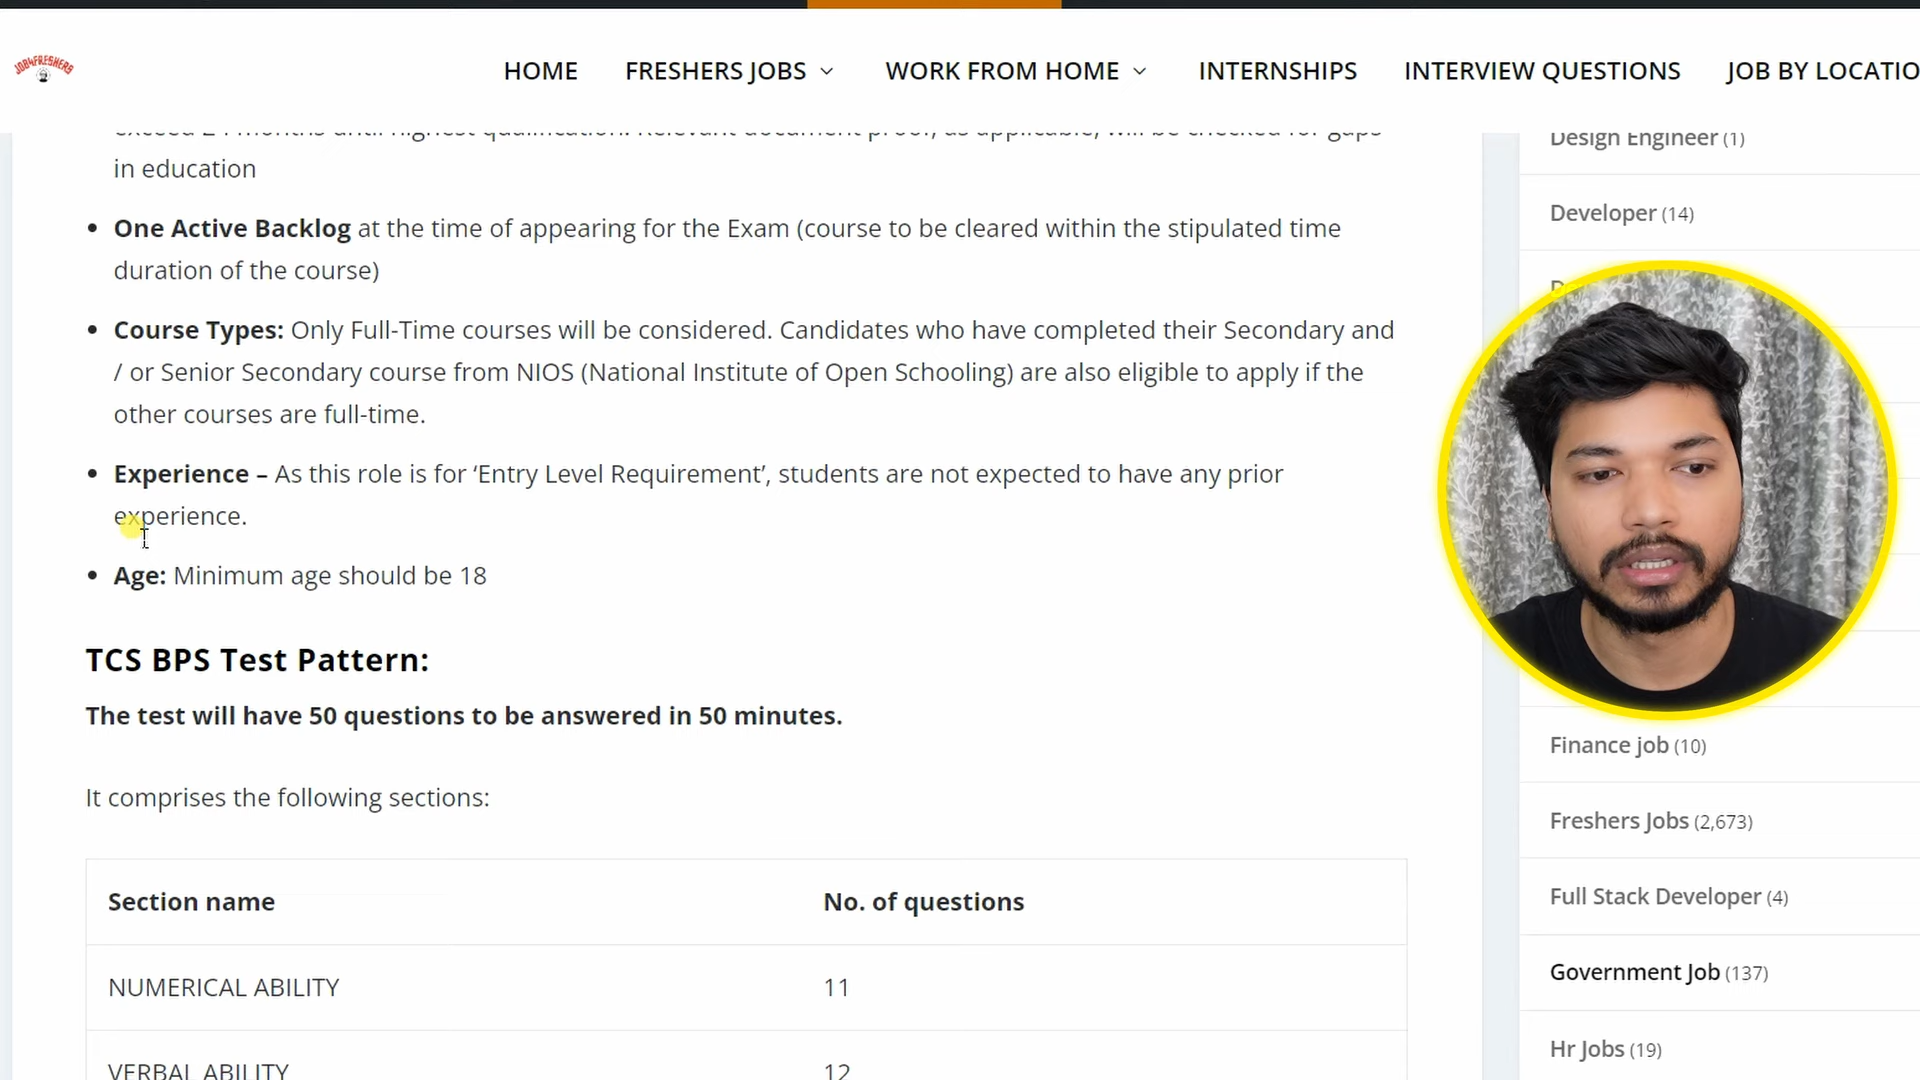 JOB4FRESHERS
HOME
FRESHERS JOBS
WORK FROM HOME
INTERNSHIPS
INTERVIEW QUESTIONS
JOB BY LOCATIO
in education
One Active Backlog at the time of appearing for the Exam (course to be cleared within the stipulated time
duration of the course)
Course Types: Only Full-Time courses will be considered. Candidates who have completed their Secondary and
/ or Senior Secondary course from NIOS (National Institute of Open Schooling) are also eligible to apply if the
other courses are full-time.
Experience – As this role is for ‘Entry Level Requirement’, students are not expected to have any prior
experience.
Age: Minimum age should be 18
TCS BPS Test Pattern:
The test will have 50 questions to be answered in 50 minutes.
It comprises the following sections:
Section name No. of questions
NUMERICAL ABILITY 11
VERBAL ABILITY 12
Design Engineer (1)
Developer (14)
Finance job (10)
Freshers Jobs (2,673)
Full Stack Developer (4)
Government Job (137)
Hr Jobs (19)